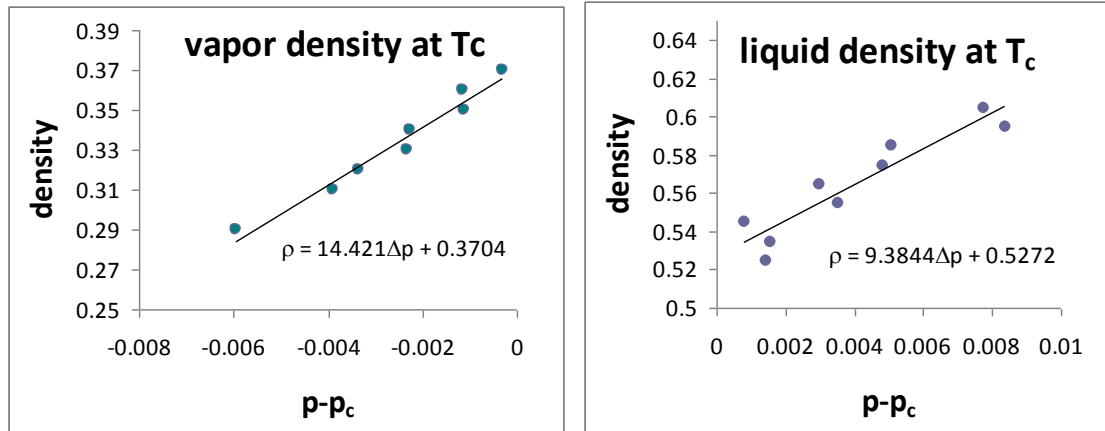 vapor density at Tc
0.39
0.37
0.35
0.33
0.31
0.29
0.27
0.25
density
ρ = 14.421Δp + 0.3704
-0.008 -0.006 -0.004 -0.002 0
p-pc
liquid density at Tc
0.64
0.62
0.6
0.58
0.56
0.54
0.52
0.5
density
ρ = 9.3844Δp + 0.5272
0 0.002 0.004 0.006 0.008 0.01
p-pc